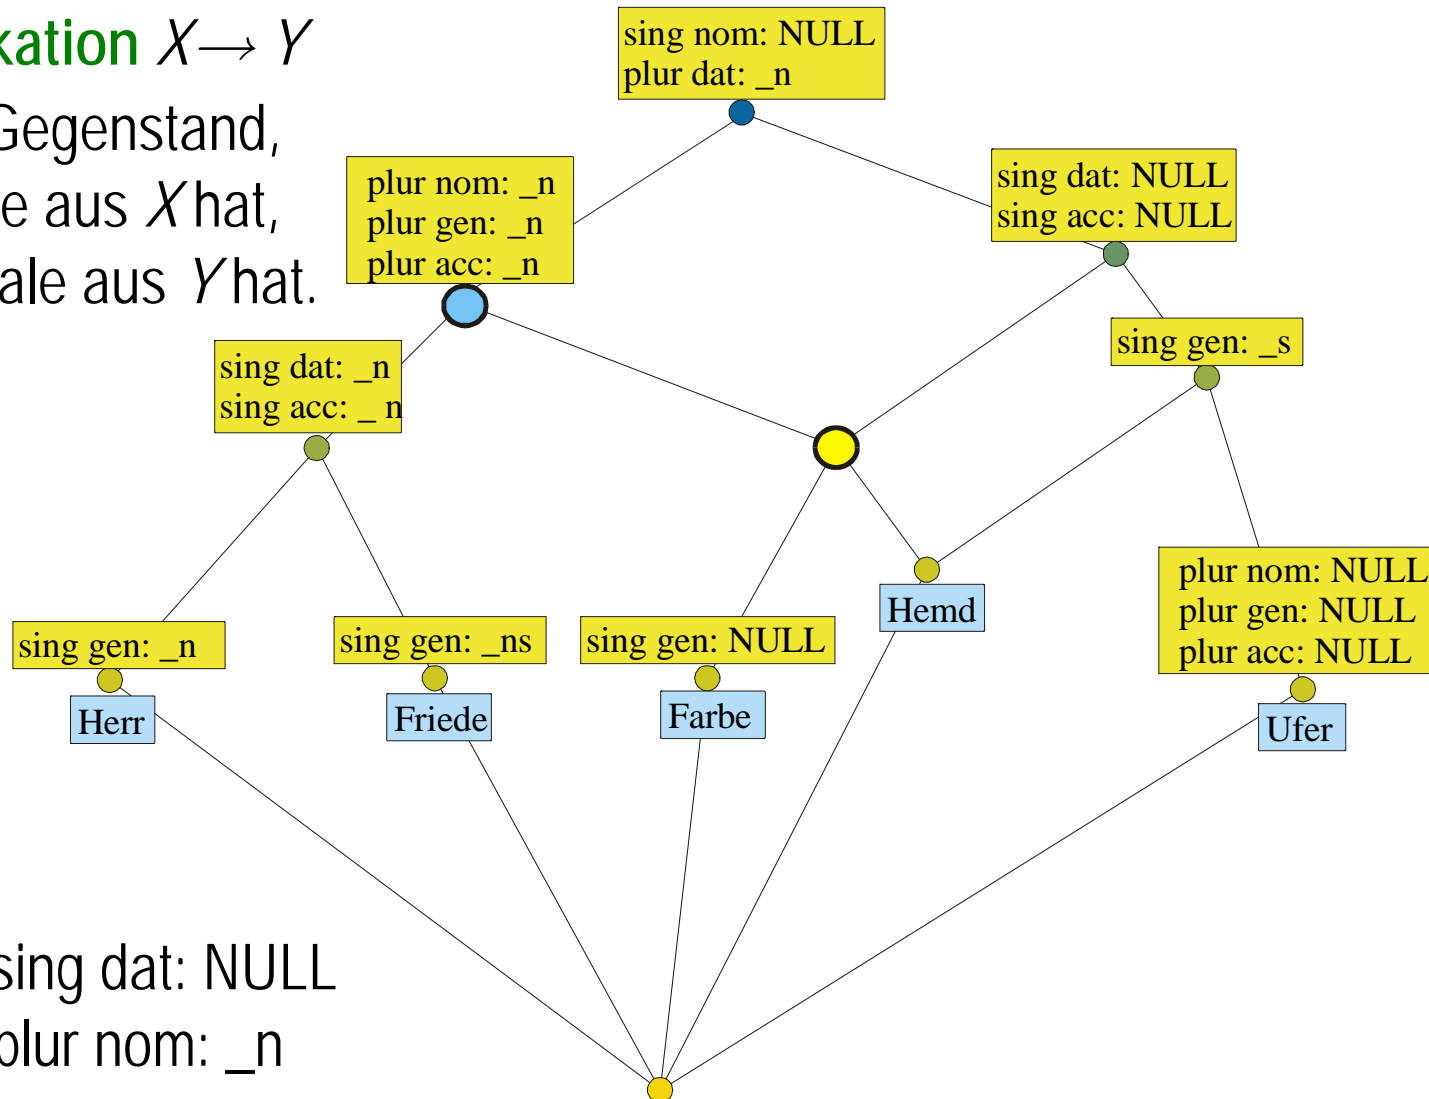 kation X → Y
Gegenstand,
e aus X hat,
ale aus Y hat.
sing nom: NULL
plur dat: _n
plur nom: _n
plur gen: _n
plur acc: _n
sing dat: NULL
sing acc: NULL
sing gen: _s
sing dat: _n
sing acc: _ n
plur nom: NULL
plur gen: NULL
plur acc: NULL
Hemd
sing gen: _n
sing gen: _ns
sing gen: NULL
Herr
Friede
Farbe
Ufer
sing dat: NULL
plur nom: _n